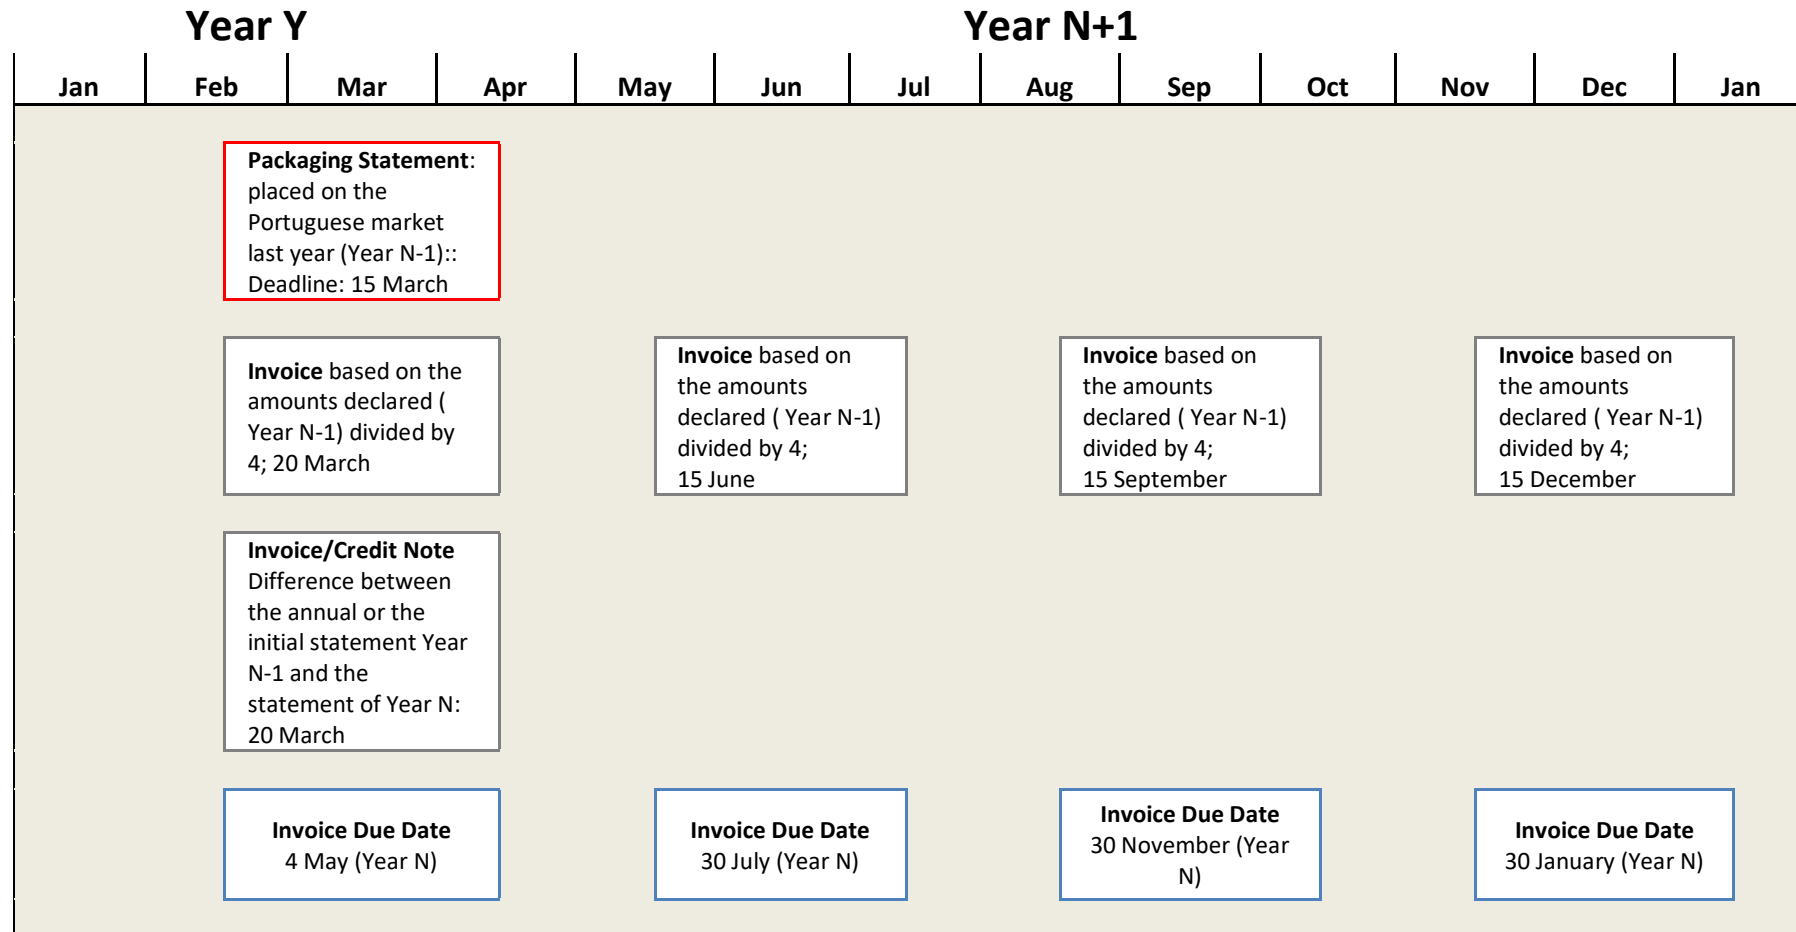 Year Y
Year N+1
Jan
Feb
Mar
Apr
May
Jun
Jul
Aug
Sep
Oct
Nov
Dec
Jan
Packaging Statement:
placed on the
Portuguese market
last year (Year N-1)::
Deadline: 15 March
Invoice based on the
amounts declared (
Year N-1) divided by
4; 20 March
Invoice based on
the amounts
declared ( Year N-1)
divided by 4;
15 June
Invoice based on
the amounts
declared ( Year N-1)
divided by 4;
15 September
Invoice based on
the amounts
declared ( Year N-1)
divided by 4;
15 December
Invoice/Credit Note
Difference between
the annual or the
initial statement Year
N-1 and the
statement of Year N:
20 March
Invoice Due Date
4 May (Year N)
Invoice Due Date
30 July (Year N)
Invoice Due Date
30 November (Year
N)
Invoice Due Date
30 January (Year N)